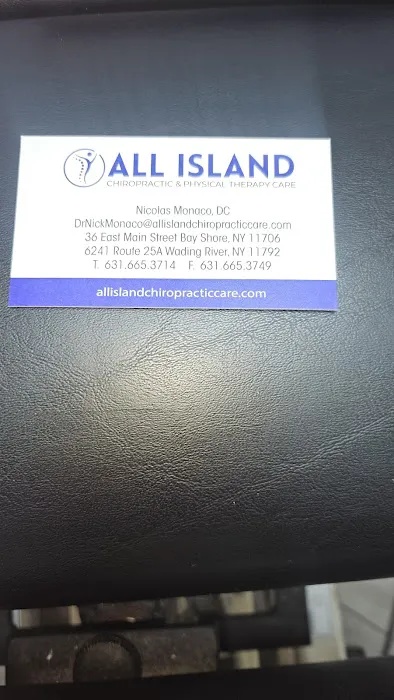 ALL ISLAND
CHIROPRACTIC & PHYSICAL THERAPY CARE
Nicolas Monaco, DC
DrNickMonaco@allislandchiropracticcare.com
36 East Main Street Bay Shore, NY 11706
6241 Route 25A Wading River, NY 11792
T. 631.665.3714 F. 631.665.3749
allislandchiropracticcare.com